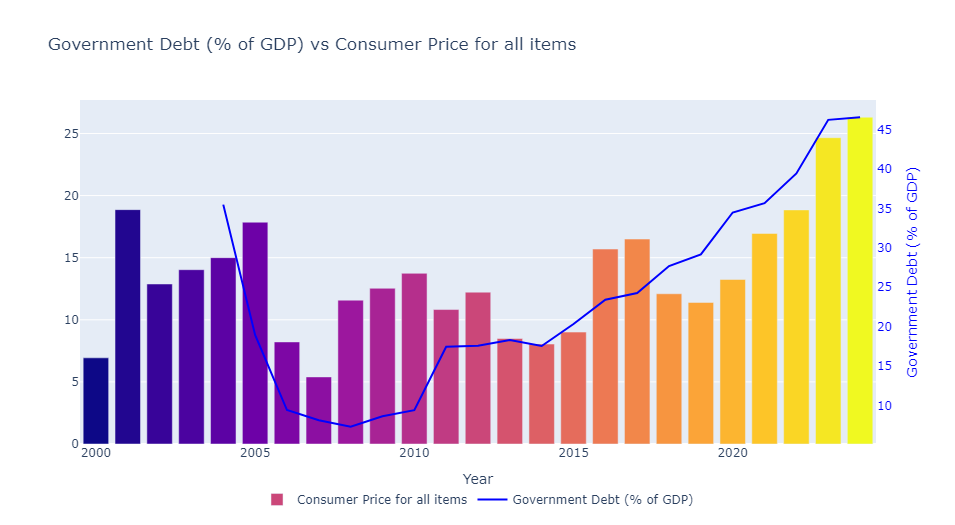 Government Debt (% of GDP) vs Consumer Price for all items
25
20
15
10
5
0
45
40
35
30
25
20
15
10
Government Debt (% of GDP)
2000 2005 2010 2015 2020
Year
Consumer Price for all items Government Debt (% of GDP)